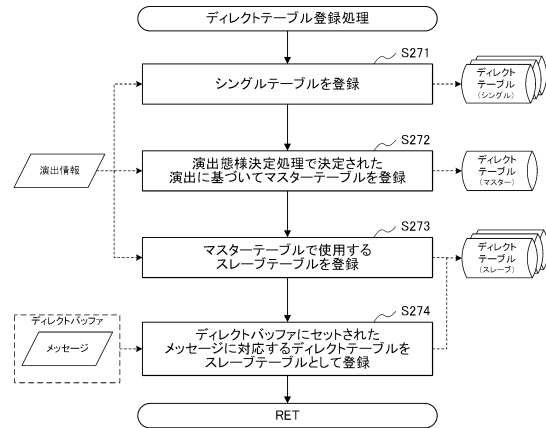 ディレクトテーブル登録処理
S271
シングルテーブルを登録
ディレクト
テーブル
(シングル)
S272
演出情報
演出態様決定処理で決定された
演出に基づいてマスターテーブルを登録
ディレクト
テーブル
(マスター)
S273
マスターテーブルで使用する
スレーブテーブルを登録
ディレクト
テーブル
(スレーブ)
S274
ディレクトバッファ
メッセージ
ディレクトバッファにセットされた
メッセージに対応するディレクトテーブルを
スレーブテーブルとして登録
RET